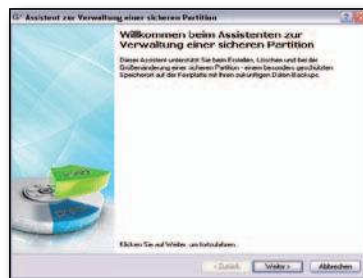 Assistent zur Verwaltung einer sicheren Partition
Willkommen beim Assistenten zur
Verwaltung einer sicheren Partition
Dieser Assistent unterstützt Sie beim Erstellen, Löschen und bei der
Größenänderung einer sicheren Partition - einem besonders geschützten
Speicherort auf der Festplatte mit Ihren zukünftigen Daten-Backups.
Klicken Sie auf Weiter, um fortzufahren.
< Zurück Weiter > Abbrechen